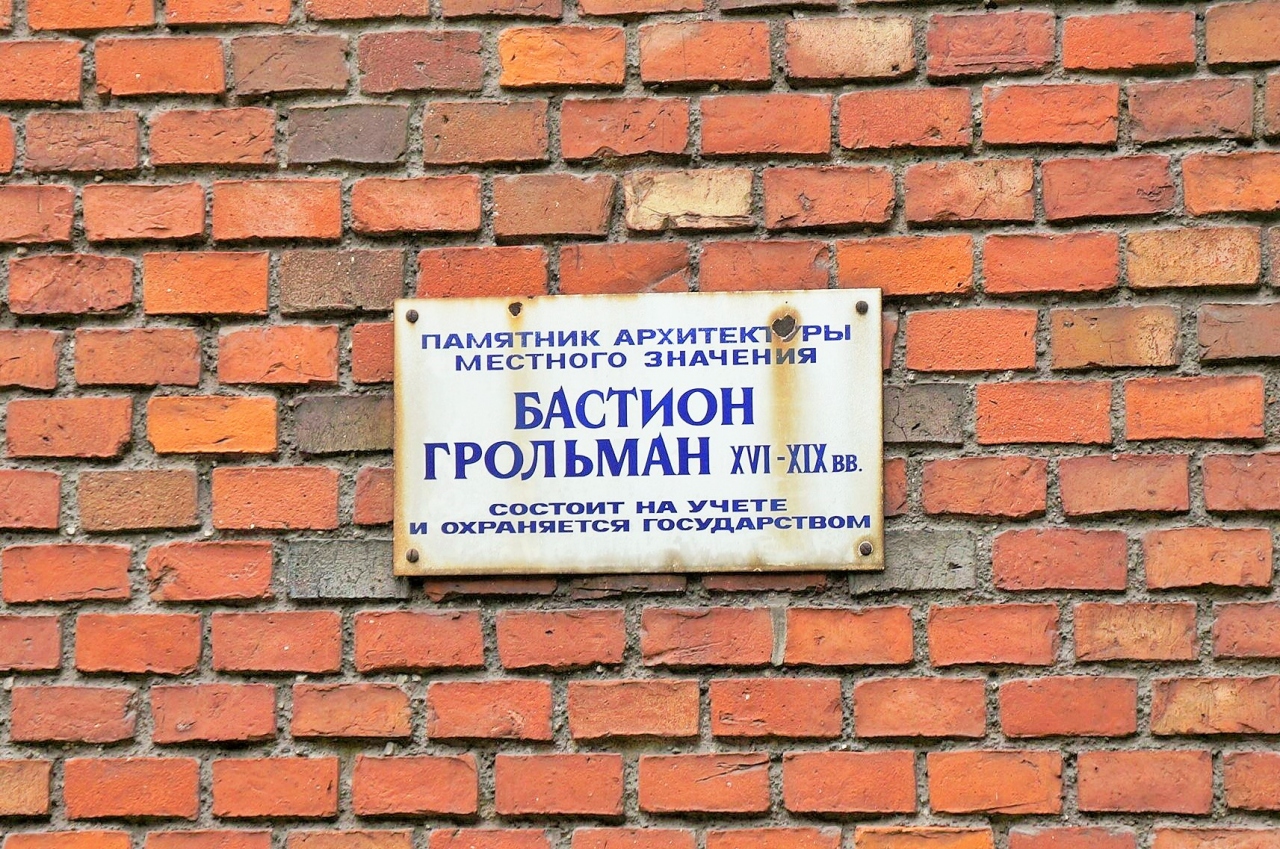 ПАМЯТНИК АРХИТЕКТУРЫ
МЕСТНОГО ЗНАЧЕНИЯ
БАСТИОН
ГРОЛЬМАН XVI-XIX ВВ.
СОСТОИТ НА УЧЕТЕ
И ОХРАНЯЕТСЯ ГОСУДАРСТВОМ